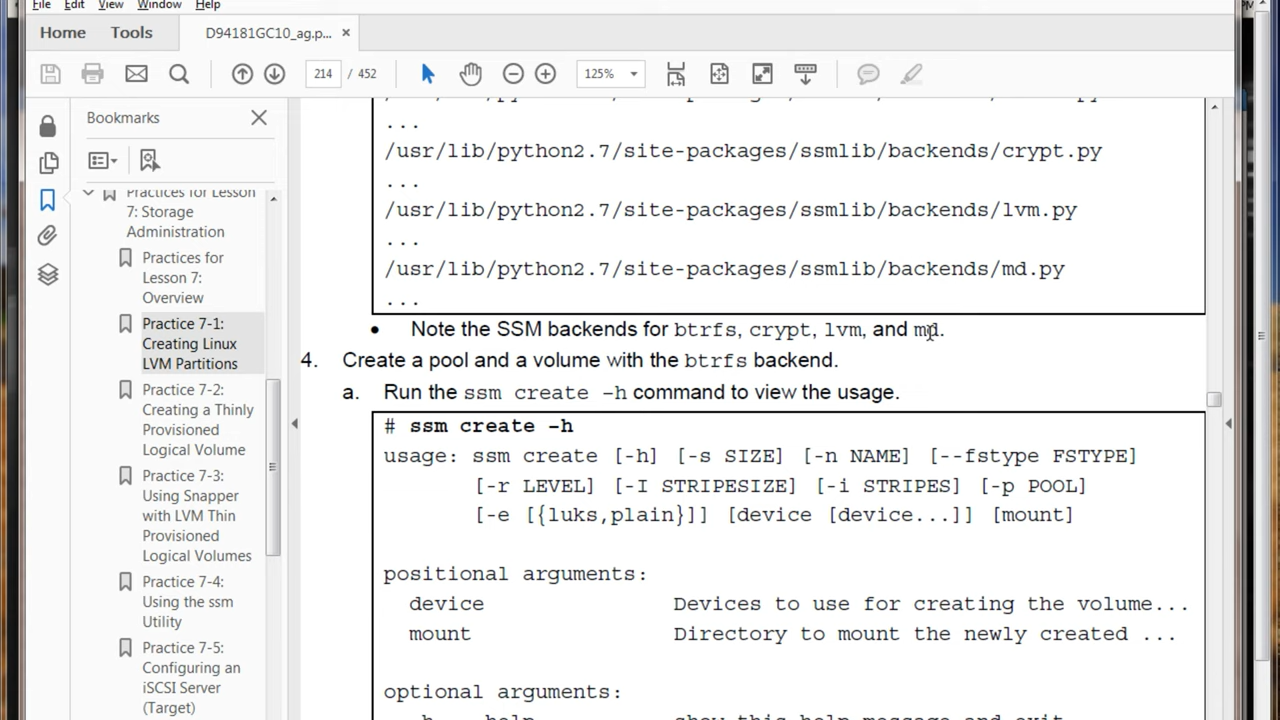 File Edit View Window Help
Home Tools D94181GC10_ag.p... ×
214 / 452 125%
Bookmarks
Practices for Lesson
7: Storage
Administration
Practices for
Lesson 7:
Overview
Practice 7-1:
Creating Linux
LVM Partitions
Practice 7-2:
Creating a Thinly
Provisioned
Logical Volume
Practice 7-3:
Using Snapper
with LVM Thin
Provisioned
Logical Volumes
Practice 7-4:
Using the ssm
Utility
Practice 7-5:
Configuring an
iSCSI Server
(Target)
...
/usr/lib/python2.7/site-packages/ssmlib/backends/crypt.py
...
/usr/lib/python2.7/site-packages/ssmlib/backends/lvm.py
...
/usr/lib/python2.7/site-packages/ssmlib/backends/md.py
...
• Note the SSM backends for btrfs, crypt, lvm, and md.
4. Create a pool and a volume with the btrfs backend.
a. Run the ssm create –h command to view the usage.
# ssm create –h
usage: ssm create [-h] [-s SIZE] [-n NAME] [--fstype FSTYPE]
[-r LEVEL] [-I STRIPESIZE] [-i STRIPES] [-p POOL]
[-e [{luks,plain}]] [device [device...]] [mount]
positional arguments:
device Devices to use for creating the volume...
mount Directory to mount the newly created ...
optional arguments:
-h, --help show this help message and exit